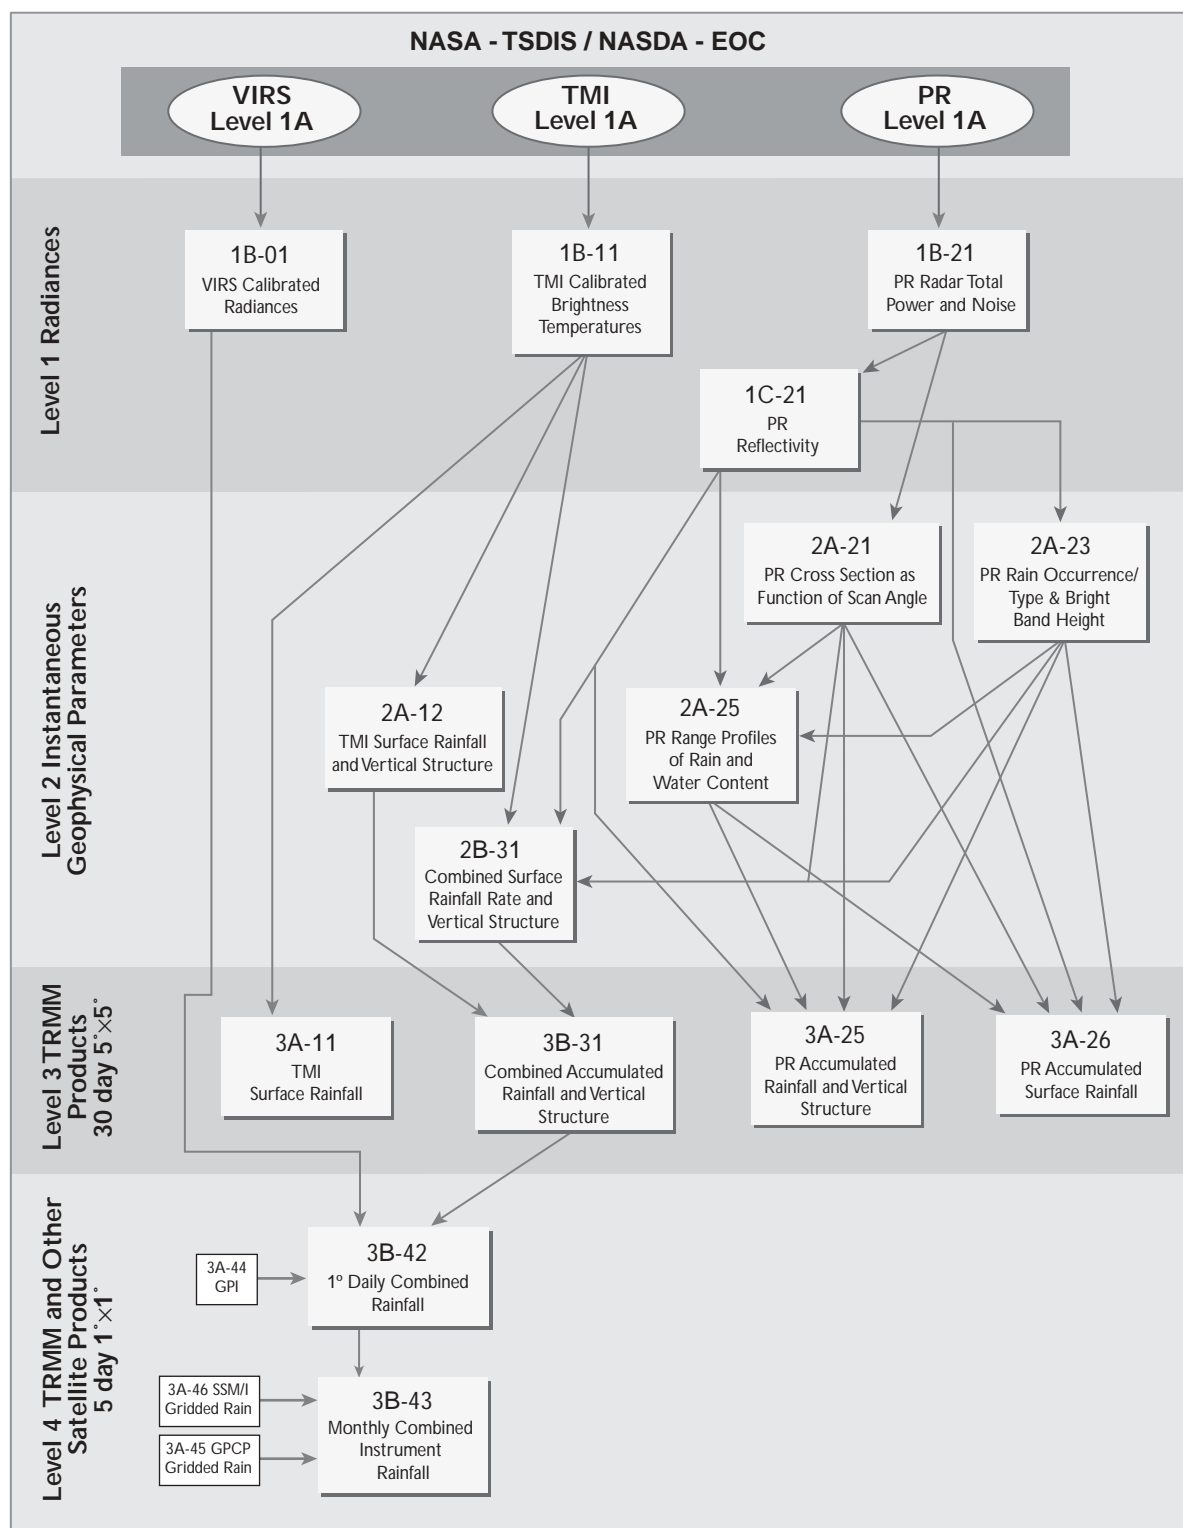 NASA - TSDIS / NASDA - EOC
VIRS
Level 1A
TMI
Level 1A
PR
Level 1A
Level 1 Radiances
1B-01
VIRS Calibrated
Radiances
1B-11
TMI Calibrated
Brightness
Temperatures
1B-21
PR Radar Total
Power and Noise
1C-21
PR
Reflectivity
Level 2 Instantaneous
Geophysical Parameters
2A-21
PR Cross Section as
Function of Scan Angle
2A-23
PR Rain Occurrence/
Type & Bright
Band Height
2A-12
TMI Surface Rainfall
and Vertical Structure
2A-25
PR Range Profiles
of Rain and
Water Content
2B-31
Combined Surface
Rainfall Rate and
Vertical Structure
Level 3 TRMM
Products
30 day 5°×5°
3A-11
TMI
Surface Rainfall
3B-31
Combined Accumulated
Rainfall and Vertical
Structure
3A-25
PR Accumulated
Rainfall and Vertical
Structure
3A-26
PR Accumulated
Surface Rainfall
Level 4 TRMM and Other
Satellite Products
5 day 1°×1°
3A-44
GPI
3B-42
1º Daily Combined
Rainfall
3A-46 SSM/I
Gridded Rain
3A-45 GPCP
Gridded Rain
3B-43
Monthly Combined
Instrument
Rainfall